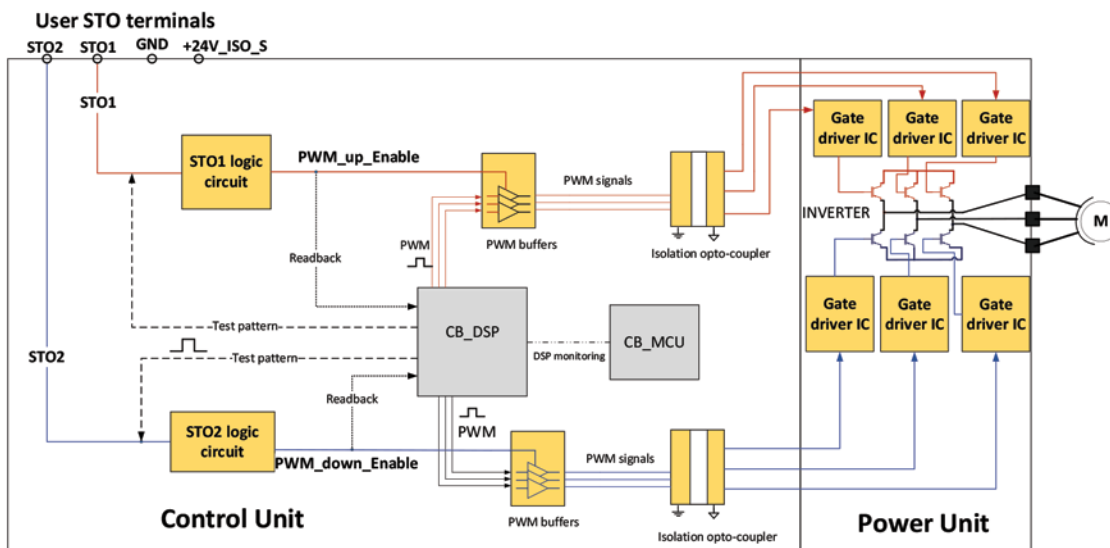 User STO terminals
STO2 STO1 GND +24V_ISO_S
STO1
STO1 logic
circuit
PWM_up_Enable
PWM signals
PWM buffers
Isolation opto-coupler
Gate
driver IC
Gate
driver IC
Gate
driver IC
INVERTER
M
PWM
Readback
Test pattern
CB_DSP
DSP monitoring
CB_MCU
Gate
driver IC
Gate
driver IC
Gate
driver IC
STO2
Test pattern
Readback
PWM
STO2 logic
circuit
PWM_down_Enable
PWM signals
PWM buffers
Isolation opto-coupler
Control Unit
Power Unit